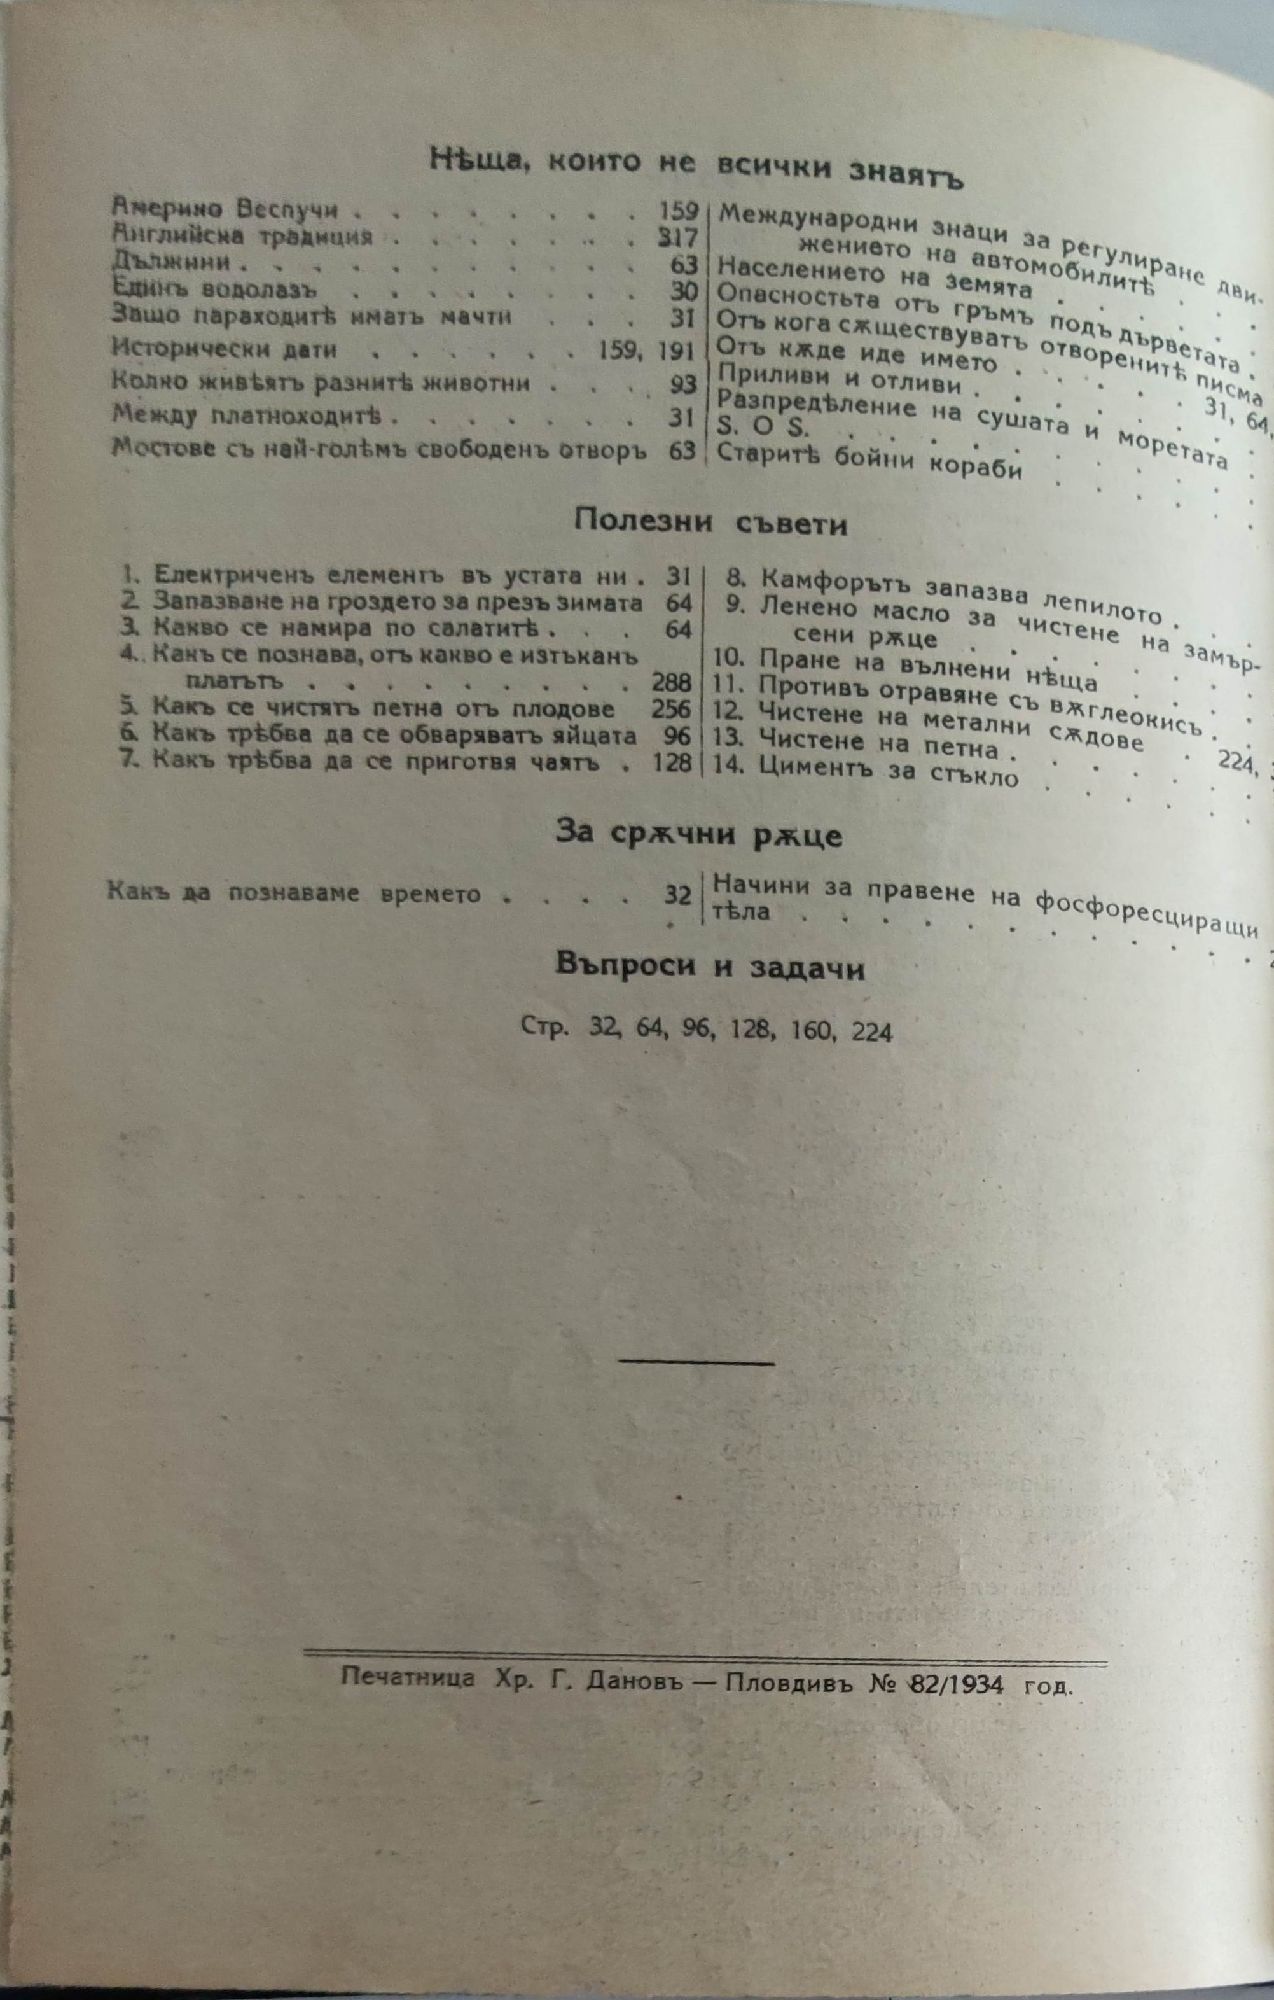 Нѣща, които не всички знаятъ
Америко Веспучи . . . . . . . . 159
Английска традиция . . . . . . . 317
Дължини . . . . . . . . . . . 63
Единъ водолазъ . . . . . . . . 30
Защо параходитѣ иматъ мачти . . . 31
Исторически дати . . . . . . 159, 191
Колко живѣятъ разнитѣ животни . . . 93
Между платноходитѣ . . . . . . . 31
Мостове съ най-голѣмъ свободенъ отворъ 63
Международни знаци за регулиране дви-
жението на автомобилитѣ . . .
Населението на земята . . . . . .
Опасностьта отъ гръмъ подъ дърветата .
Отъ кога сѫществуватъ отворенитѣ писма
Отъ кѫде иде името . . . . . 31, 64,
Приливи и отливи . . . . . . . .
Разпредѣление на сушата и моретата .
S. O S. . . . . . . . . . .
Старитѣ бойни кораби . . . . . .
Полезни съвети
1. Електриченъ елементъ въ устата ни . 31
2. Запазване на гроздето за презъ зимата 64
3. Какво се намира по салатитѣ . . . 64
4. Какъ се познава, отъ какво е изтъканъ
платътъ . . . . . . . . . 288
5. Какъ се чистятъ петна отъ плодове 256
6. Какъ трѣбва да се обваряватъ яйцата 96
7. Какъ трѣбва да се приготвя чаятъ . 128
8. Камфорътъ запазва лепилото . . .
9. Ленено масло за чистене на замър-
сени рѫце . . . . . . . .
10. Пране на вълнени нѣща . . . .
11. Противъ отравяне съ вѫглеокисъ . .
12. Чистене на метални сѫдове . 224,
13. Чистене на петна . . . . . . .
14. Циментъ за стъкло . . . . . .
За срѫчни рѫце
Какъ да познаваме времето . . . . 32
Начини за правене на фосфоресциращи
тѣла . . . . . . . . . . . .
Въпроси и задачи
Стр. 32, 64, 96, 128, 160, 224
Печатница Хр. Г. Дановъ — Пловдивъ № 82/1934 год.